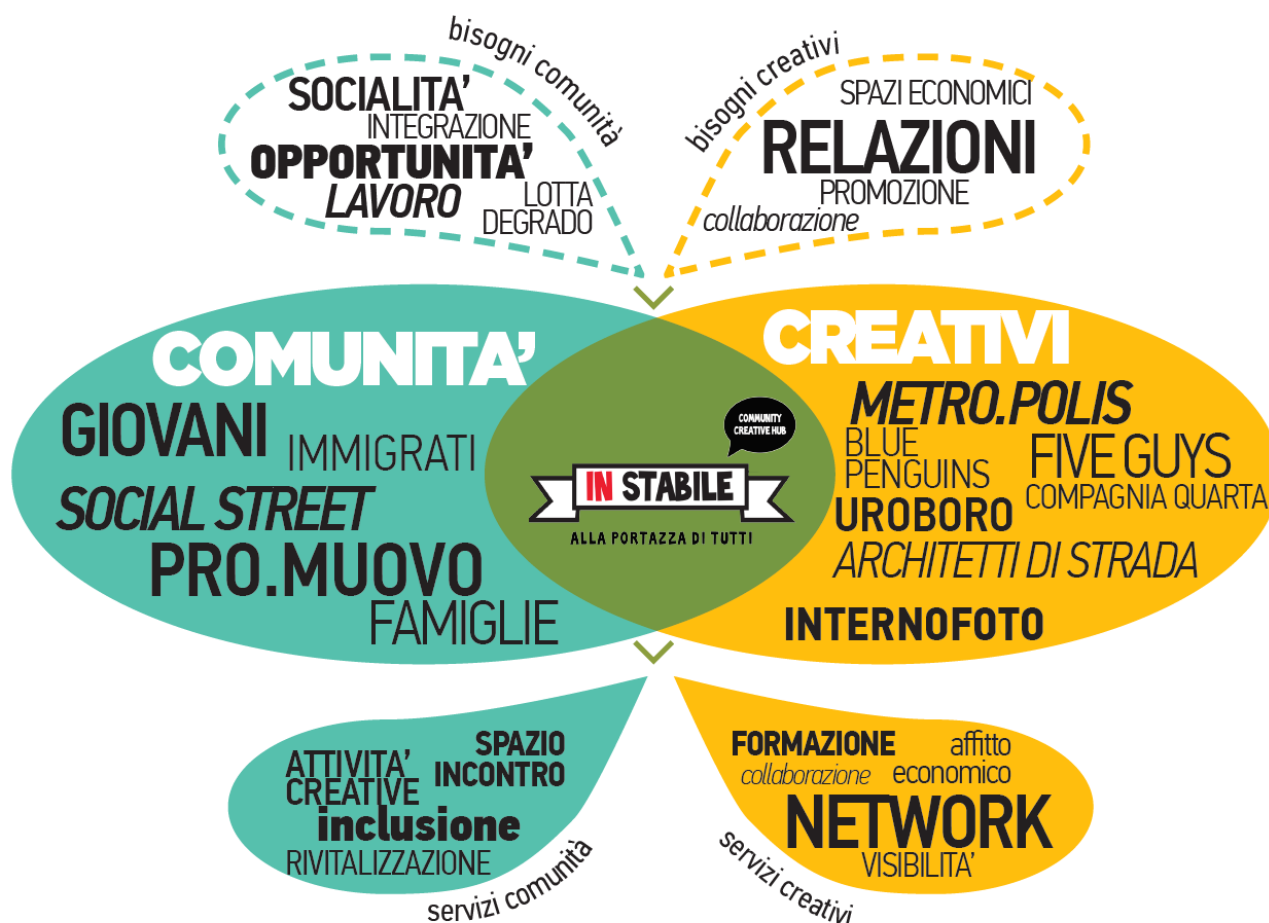 bisogni comunità
SOCIALITA’
INTEGRAZIONE
OPPORTUNITA’
LAVORO
LOTTA
DEGRADO
bisogni creativi
SPAZI ECONOMICI
RELAZIONI
PROMOZIONE
collaborazione
COMUNITA’
GIOVANI
IMMIGRATI
SOCIAL STREET
PRO.MUOVO
FAMIGLIE
COMMUNITY
CREATIVE HUB
IN STABILE
ALLA PORTAZZA DI TUTTI
CREATIVI
METRO.POLIS
BLUE
PENGUINS
FIVE GUYS
COMPAGNIA QUARTA
UROBORO
ARCHITETTI DI STRADA
INTERNOFOTO
ATTIVITA’
CREATIVE
SPAZIO
INCONTRO
inclusione
RIVITALIZZAZIONE
servizi comunità
FORMAZIONE
collaborazione
affitto
economico
NETWORK
VISIBILITA’
servizi creativi